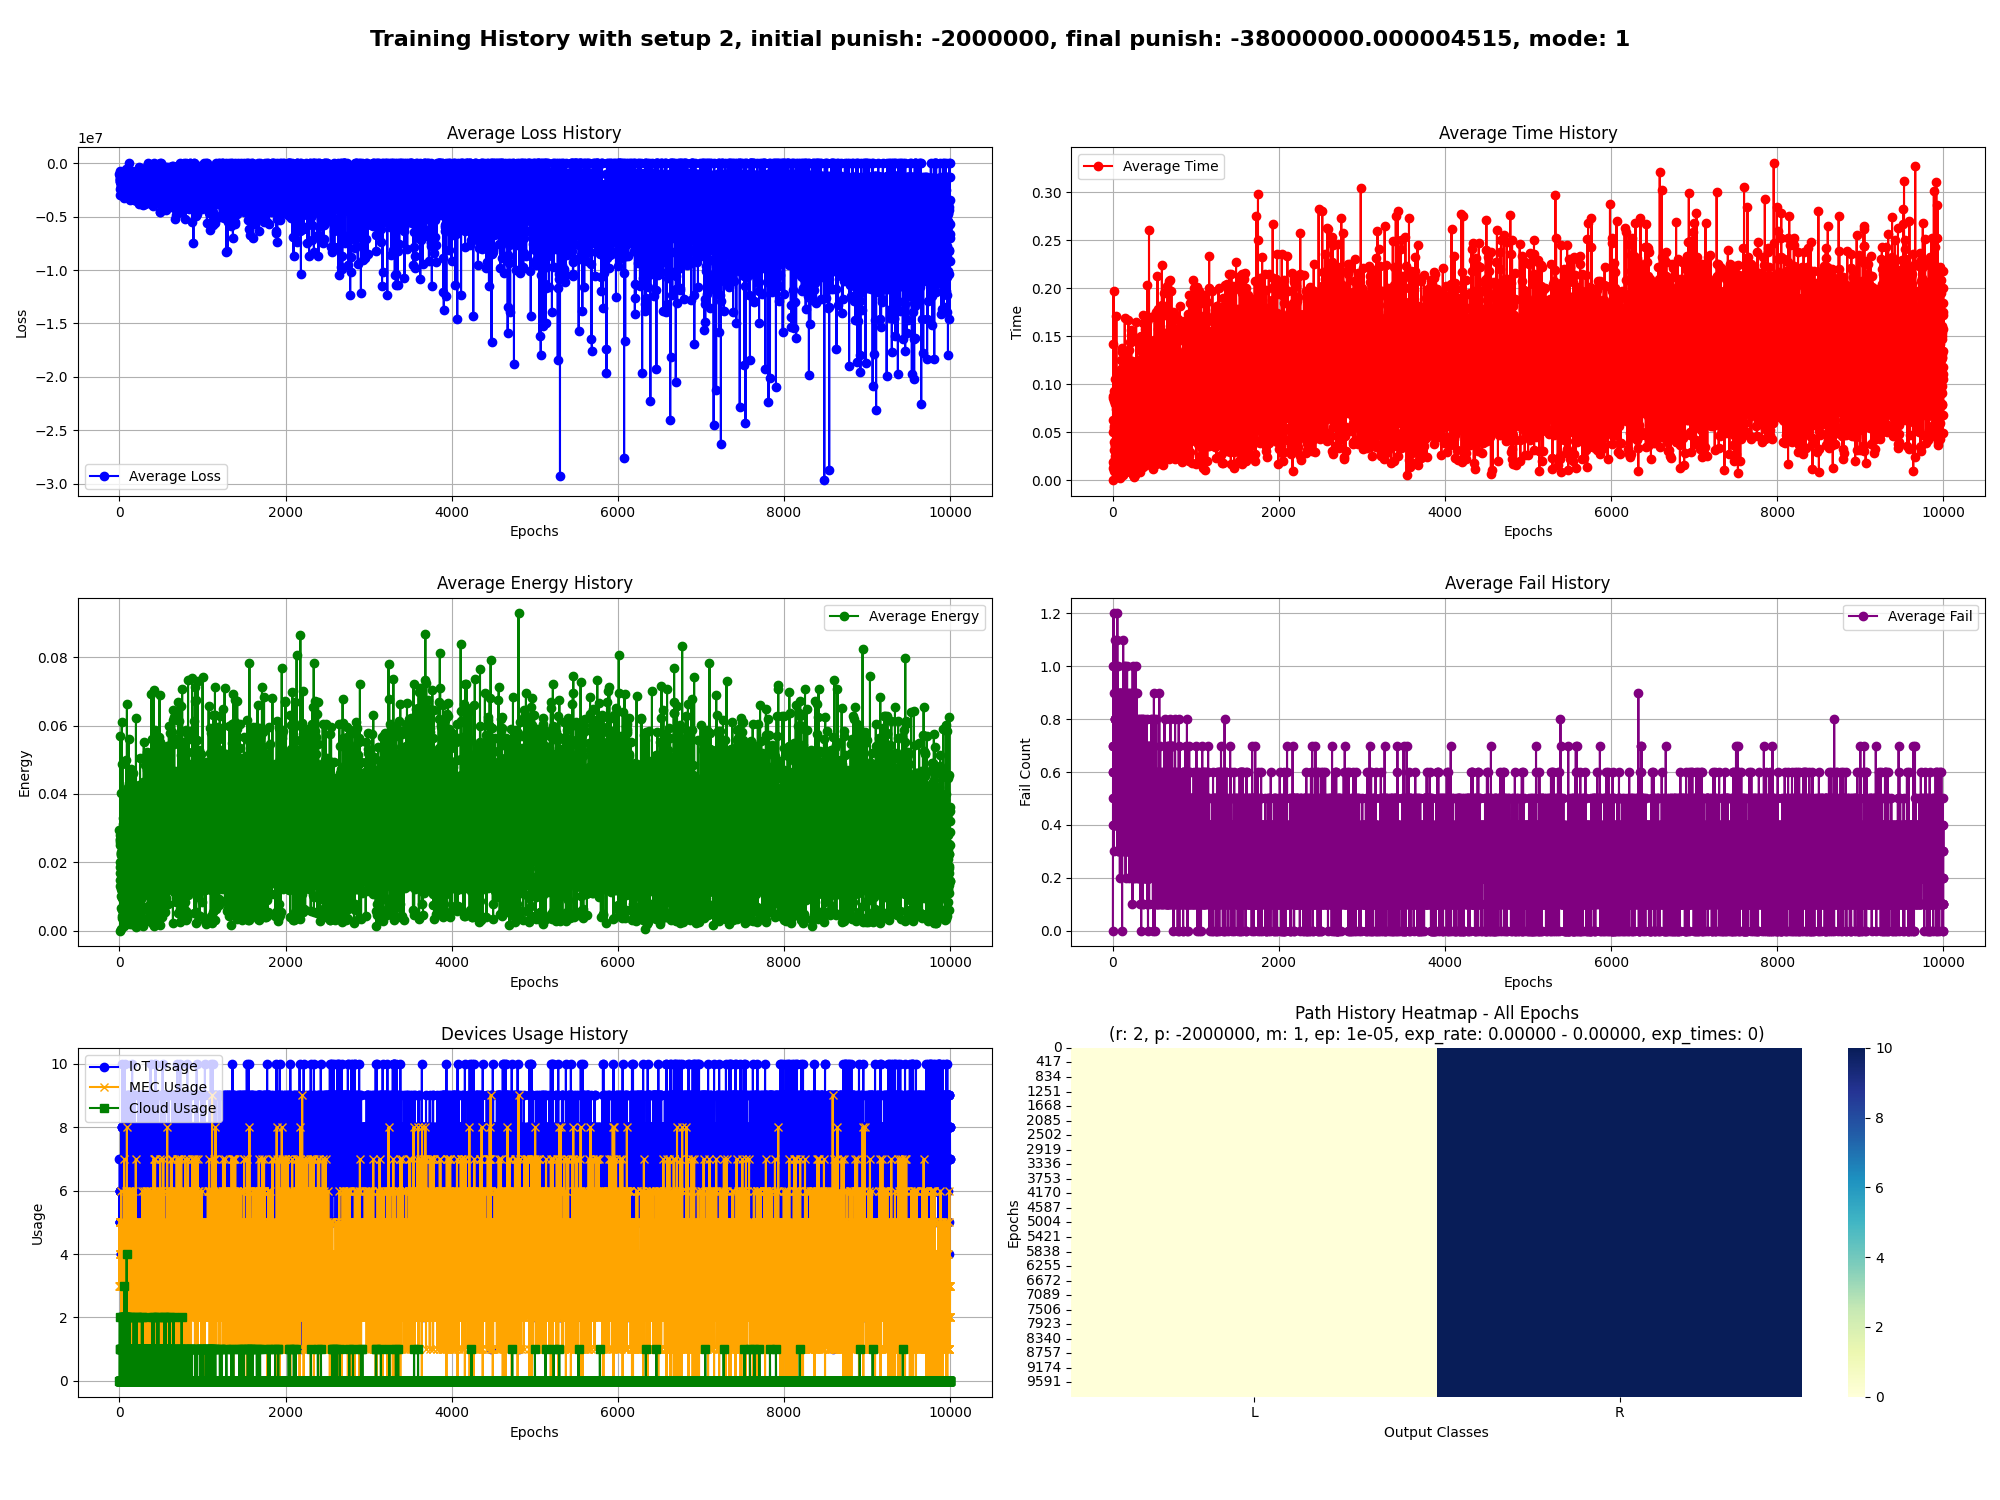 Training History with setup 2, initial punish: -2000000, final punish: -38000000.000004515, mode: 1
Average Loss History
1e7
0.0
−0.5
−1.0
−1.5
−2.0
−2.5
−3.0
Loss
Average Loss
0 2000 4000 6000 8000 10000
Epochs
Average Time History
Average Time
0.30
0.25
0.20
0.15
0.10
0.05
0.00
Time
0 2000 4000 6000 8000 10000
Epochs
Average Energy History
Average Energy
0.08
0.06
0.04
0.02
0.00
Energy
0 2000 4000 6000 8000 10000
Epochs
Average Fail History
Average Fail
1.2
1.0
0.8
0.6
0.4
0.2
0.0
Fail Count
0 2000 4000 6000 8000 10000
Epochs
Devices Usage History
IoT Usage
MEC Usage
Cloud Usage
10
8
6
4
2
0
Usage
0 2000 4000 6000 8000 10000
Epochs
Path History Heatmap - All Epochs
(r: 2, p: -2000000, m: 1, ep: 1e-05, exp_rate: 0.00000 - 0.00000, exp_times: 0)
0
417
834
1251
1668
2085
2502
2919
3336
3753
4170
4587
5004
5421
5838
6255
6672
7089
7506
7923
8340
8757
9174
9591
Epochs
L R
Output Classes
10
8
6
4
2
0